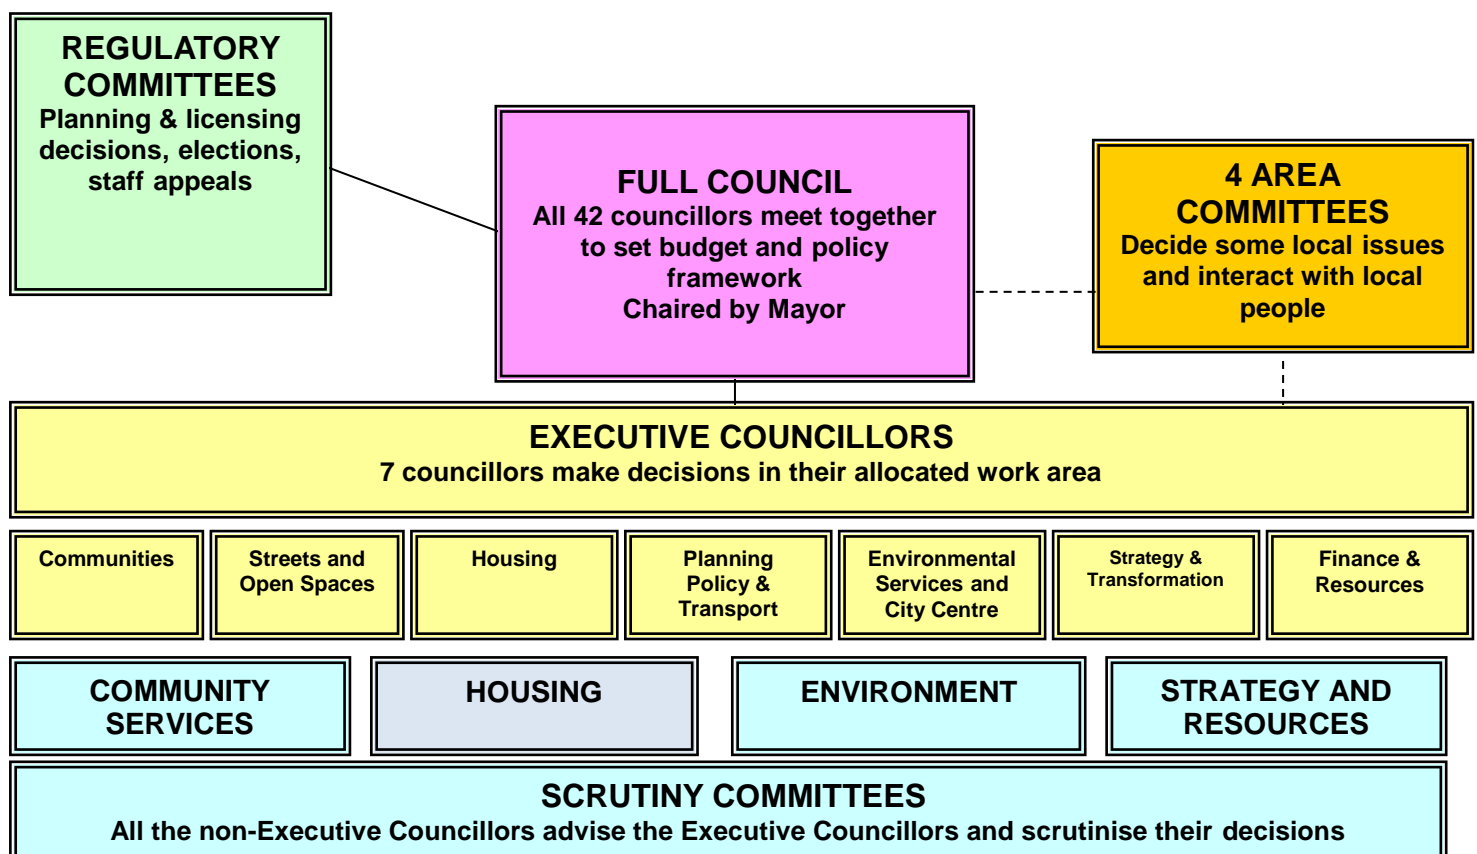 REGULATORY
COMMITTEES
Planning & licensing
decisions, elections,
staff appeals
FULL COUNCIL
All 42 councillors meet together
to set budget and policy
framework
Chaired by Mayor
4 AREA
COMMITTEES
Decide some local issues
and interact with local
people
EXECUTIVE COUNCILLORS
7 councillors make decisions in their allocated work area
Communities
Streets and
Open Spaces
Housing
Planning
Policy &
Transport
Environmental
Services and
City Centre
Strategy &
Transformation
Finance &
Resources
COMMUNITY
SERVICES
HOUSING
ENVIRONMENT
STRATEGY AND
RESOURCES
SCRUTINY COMMITTEES
All the non-Executive Councillors advise the Executive Councillors and scrutinise their decisions